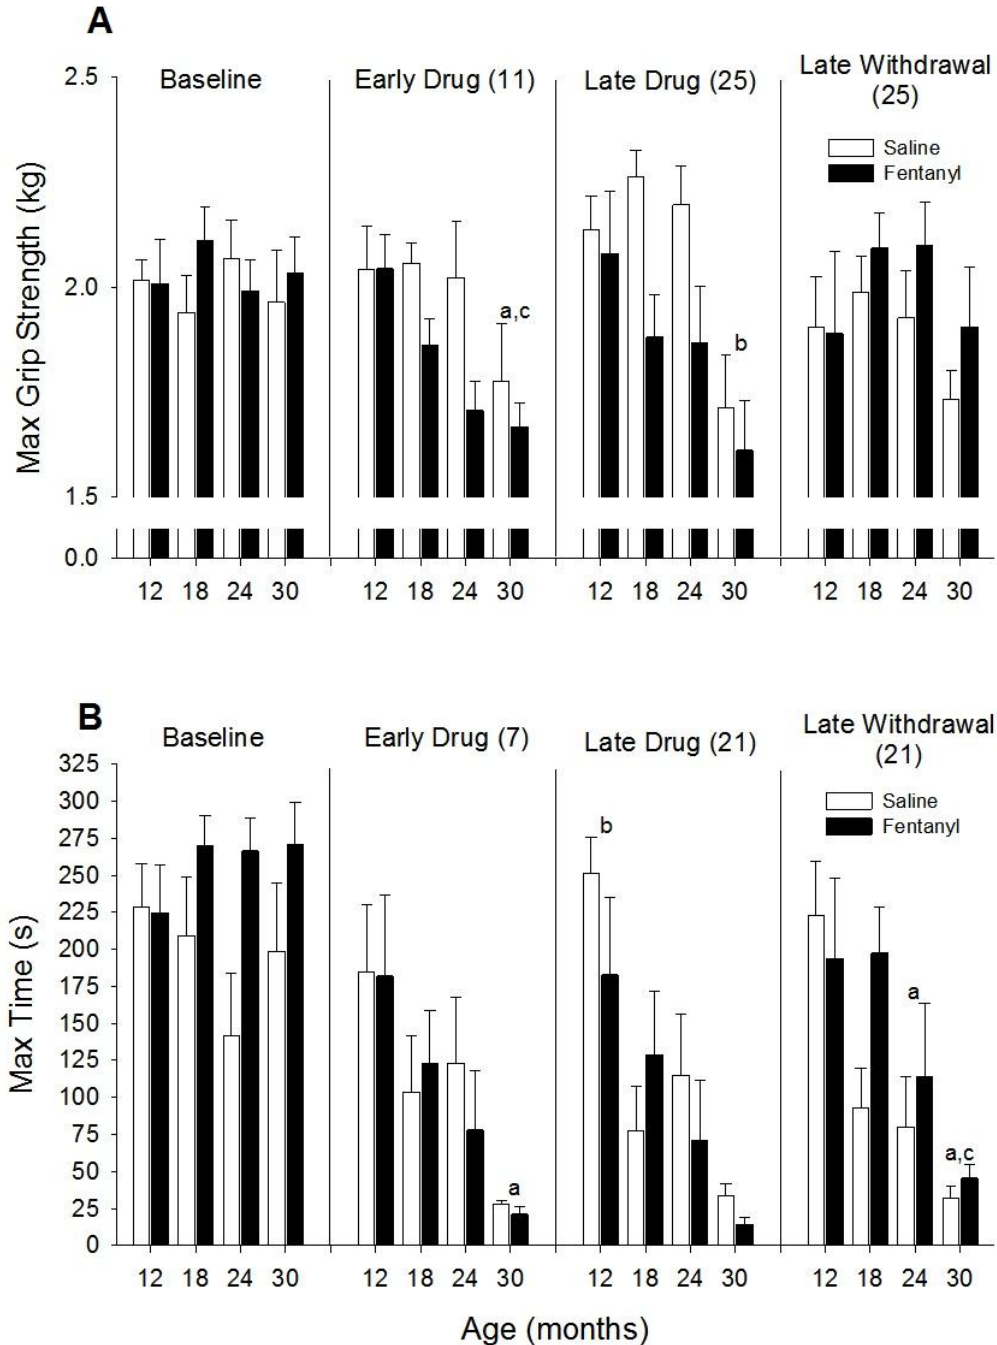 A
Baseline
Early Drug (11)
Late Drug (25)
Late Withdrawal
(25)
Saline
Fentanyl
Max Grip Strength (kg)
2.5
2.0
1.5
0.0
a,c
b
12 18 24 30 12 18 24 30 12 18 24 30 12 18 24 30
B
Baseline
Early Drug (7)
Late Drug (21)
Late Withdrawal
(21)
Saline
Fentanyl
Max Time (s)
325
300
275
250
225
200
175
150
125
100
75
50
25
0
a
b
a
a,c
12 18 24 30 12 18 24 30 12 18 24 30 12 18 24 30
Age (months)